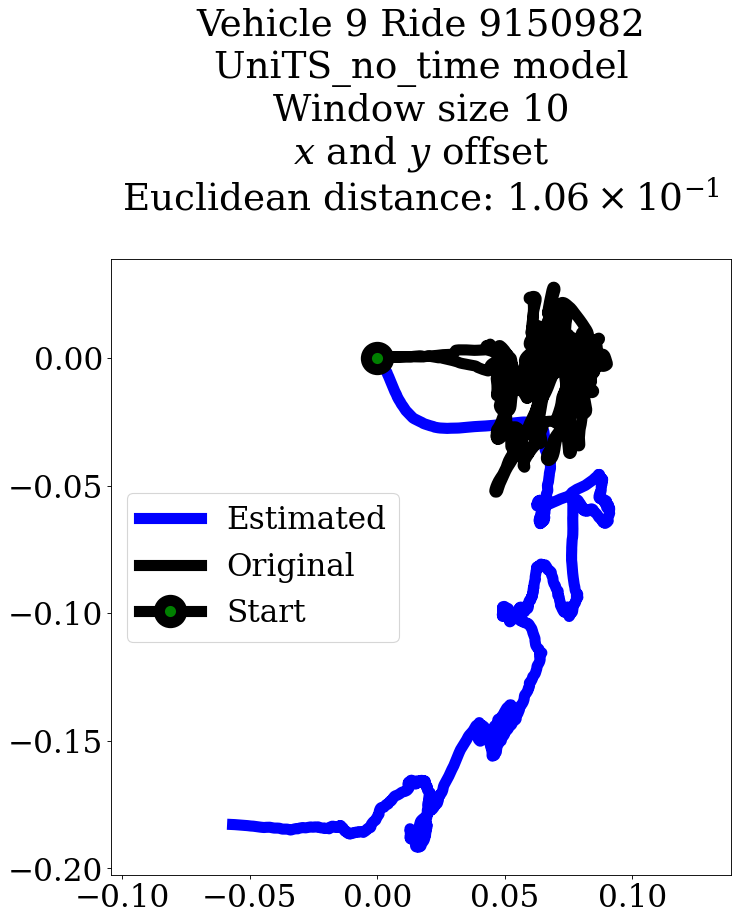 Vehicle 9 Ride 9150982
UniTS_no_time model
Window size 10
x and y offset
Euclidean distance: 1.06 × 10⁻¹
0.00
−0.05
Estimated
Original
Start
−0.10
−0.15
−0.20
−0.10 −0.05 0.00 0.05 0.10